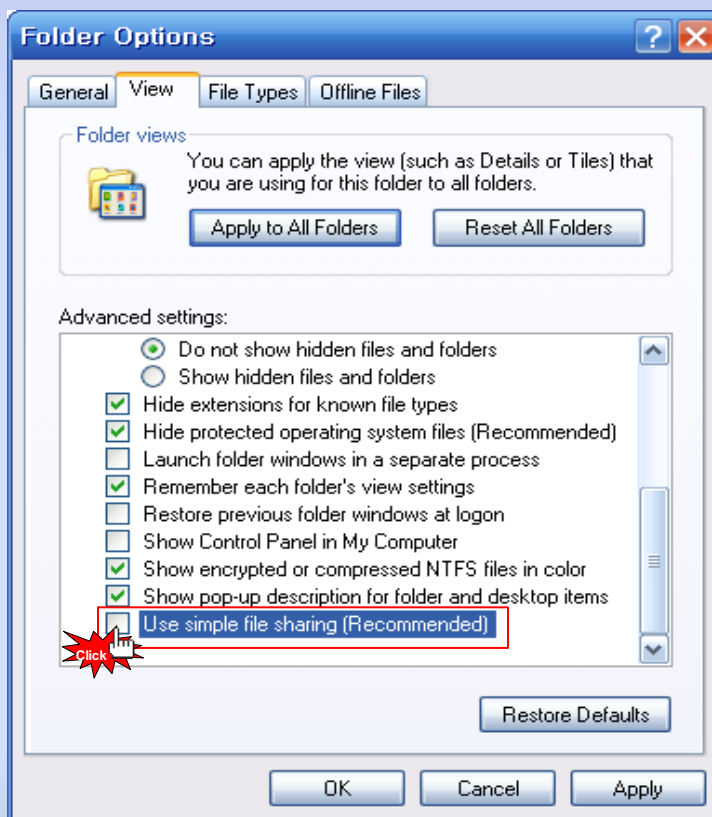 Folder Options
General View File Types Offline Files
Folder views
You can apply the view (such as Details or Tiles) that
you are using for this folder to all folders.
Apply to All Folders Reset All Folders
Advanced settings:
Do not show hidden files and folders
Show hidden files and folders
Hide extensions for known file types
Hide protected operating system files (Recommended)
Launch folder windows in a separate process
Remember each folder's view settings
Restore previous folder windows at logon
Show Control Panel in My Computer
Show encrypted or compressed NTFS files in color
Show pop-up description for folder and desktop items
Use simple file sharing (Recommended)
Click
Restore Defaults
OK Cancel Apply